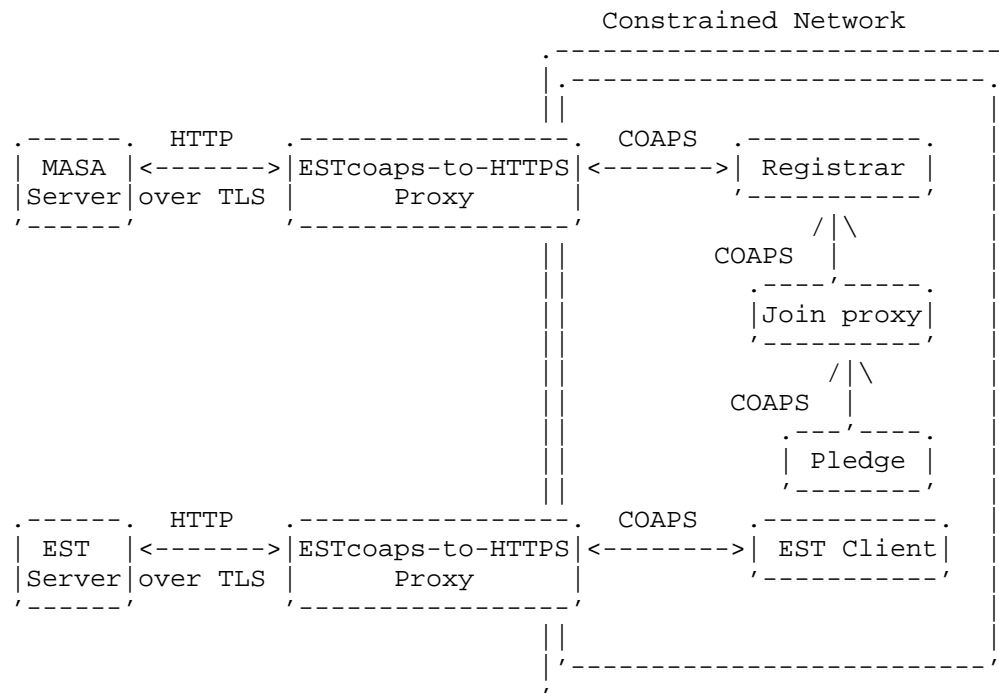 Constrained Network
HTTP COAPS
MASA ESTcoaps-to-HTTPS Registrar
Server over TLS Proxy
COAPS
Join proxy
COAPS
Pledge
HTTP COAPS
EST ESTcoaps-to-HTTPS EST Client
Server over TLS Proxy